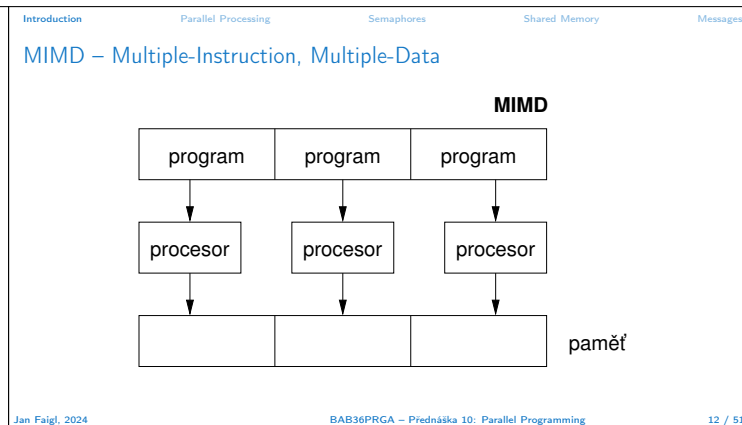 Introduction Parallel Processing Semaphores Shared Memory Messages
MIMD – Multiple-Instruction, Multiple-Data
MIMD
program program program
procesor procesor procesor
paměť
Jan Faigl, 2024 BAB36PRGA – Přednáška 10: Parallel Programming 12 / 51